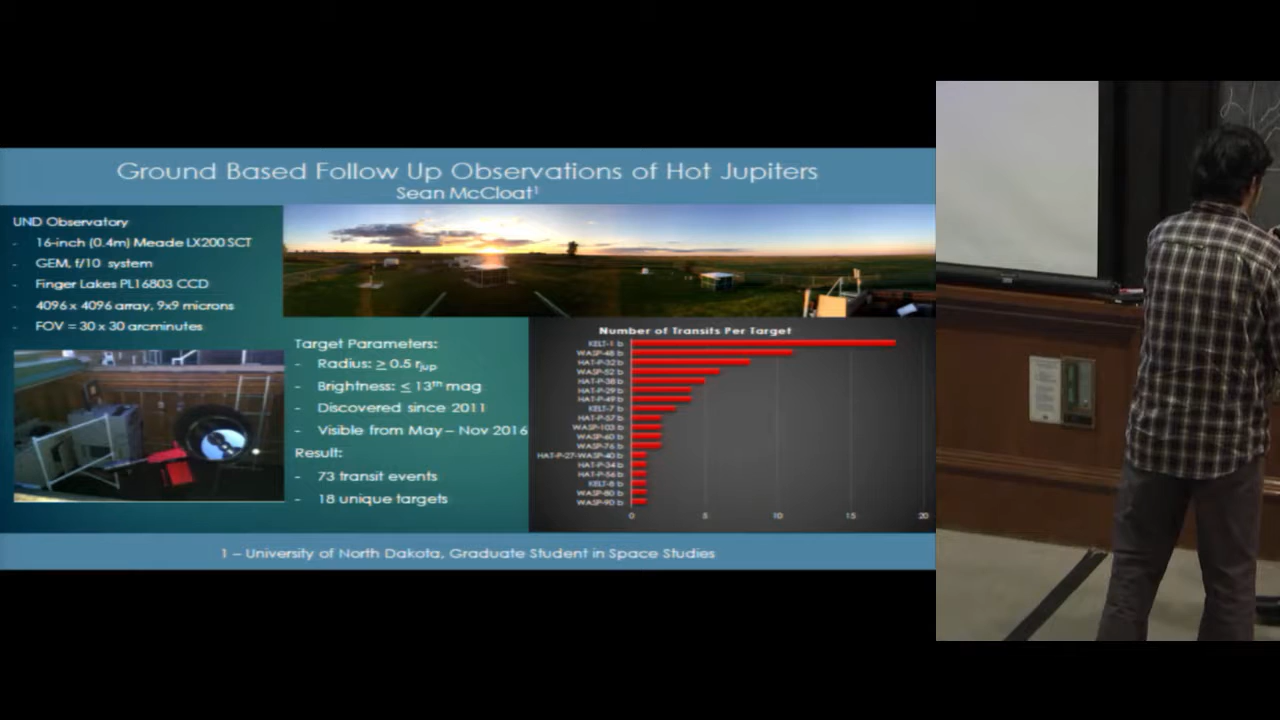 Ground Based Follow Up Observations of Hot Jupiters
Sean McCloat¹
UND Observatory
- 16-inch (0.4m) Meade LX200 SCT
- GEM, f/10 system
- Finger Lakes PL16803 CCD
- 4096 x 4096 array, 9x9 microns
- FOV = 30 x 30 arcminutes
Target Parameters:
- Radius: ≥ 0.5 rjup
- Brightness: ≤ 13th mag
- Discovered since 2011
- Visible from May – Nov 2016
Result:
- 73 transit events
- 18 unique targets
Number of Transits Per Target
KELT-1 b
WASP-48 b
HAT-P-32 b
WASP-52 b
HAT-P-38 b
HAT-P-29 b
HAT-P-49 b
KELT-7 b
HAT-P-57 b
WASP-103 b
WASP-60 b
WASP-76 b
HAT-P-27-WASP-40 b
HAT-P-34 b
HAT-P-56 b
KELT-8 b
WASP-80 b
WASP-90 b
0 5 10 15 20
1 – University of North Dakota, Graduate Student in Space Studies